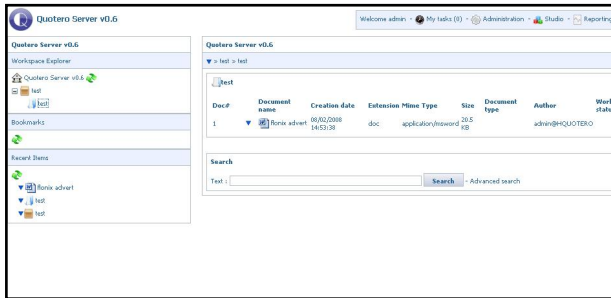 Quotero Server v0.6
Welcome admin - My tasks (0) - Administration - Studio - Reporting
Quotero Server v0.6
Workspace Explorer
Quotero Server v0.6
test
test
Bookmarks
Recent Items
flonix advert
test
test
Quotero Server v0.6
> test > test
test
Doc# Document name Creation date Extension Mime Type Size Document type Author Work state
1 flonix advert 08/02/2008 14:53:38 doc application/msword 20.5 KB admin@HQUOTERO
Search
Text : Search - Advanced search